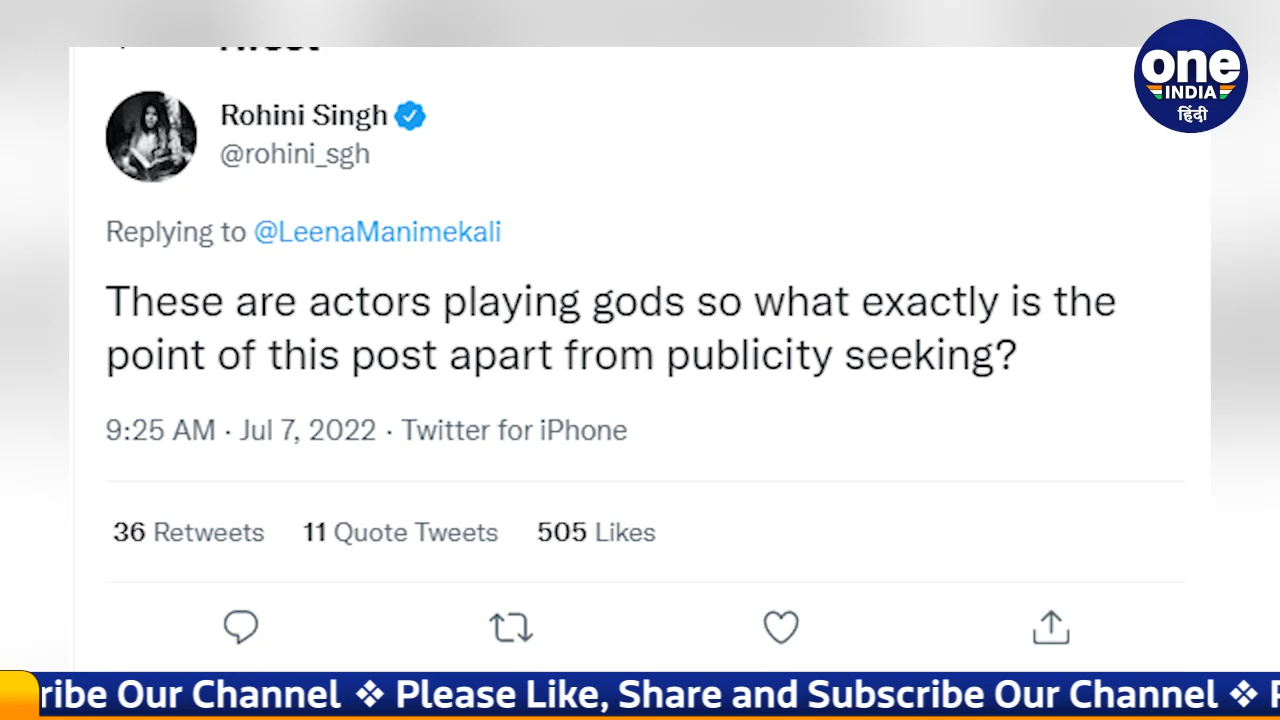 Tweet
one
INDIA
हिंदी
Rohini Singh
@rohini_sgh
Replying to @LeenaManimekali
These are actors playing gods so what exactly is the
point of this post apart from publicity seeking?
9:25 AM · Jul 7, 2022 · Twitter for iPhone
36 Retweets 11 Quote Tweets 505 Likes
ribe Our Channel ❖ Please Like, Share and Subscribe Our Channel ❖